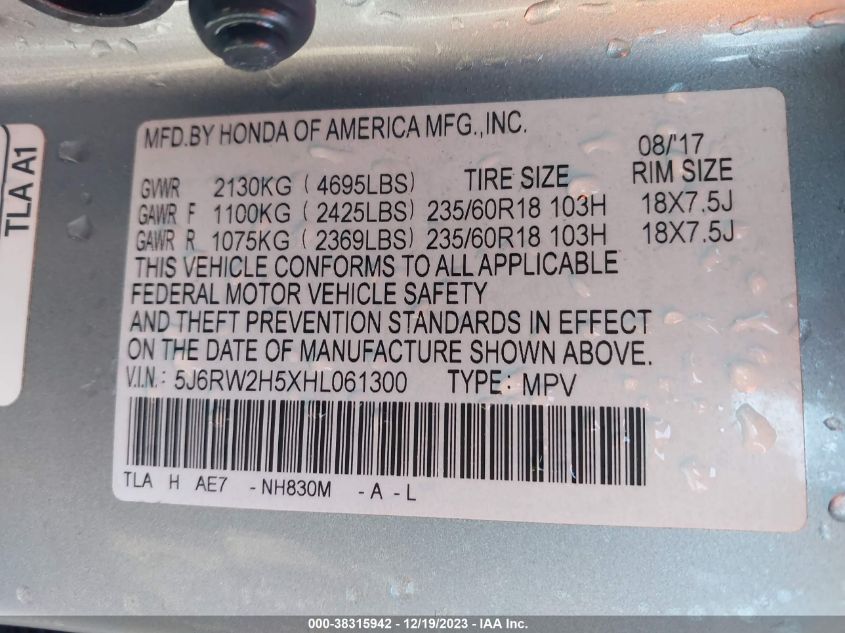 TLA A1
MFD.BY HONDA OF AMERICA MFG.,INC.
08/'17
GVWR 2130KG ( 4695LBS) TIRE SIZE RIM SIZE
GAWR F 1100KG ( 2425LBS) 235/60R18 103H 18X7.5J
GAWR R 1075KG ( 2369LBS) 235/60R18 103H 18X7.5J
THIS VEHICLE CONFORMS TO ALL APPLICABLE
FEDERAL MOTOR VEHICLE SAFETY
AND THEFT PREVENTION STANDARDS IN EFFECT
ON THE DATE OF MANUFACTURE SHOWN ABOVE.
V.I.N.: 5J6RW2H5XHL061300 TYPE: MPV
TLA H AE7 -NH830M -A -L
000-38315942 - 12/19/2023 - IAA Inc.